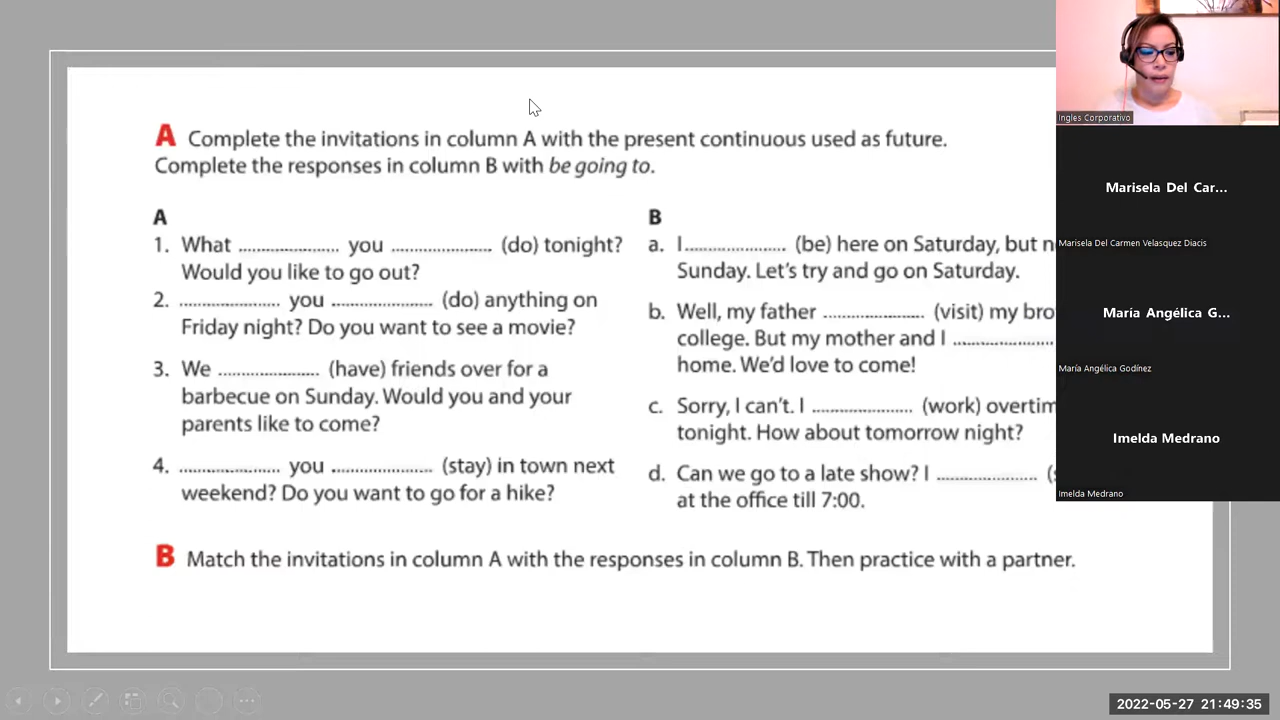 A Complete the invitations in column A with the present continuous used as future.
Complete the responses in column B with be going to.
A
1. What .................... you .................... (do) tonight?
Would you like to go out?
2. .................... you .................... (do) anything on
Friday night? Do you want to see a movie?
3. We .................... (have) friends over for a
barbecue on Sunday. Would you and your
parents like to come?
4. .................... you .................... (stay) in town next
weekend? Do you want to go for a hike?
B
a. I.................... (be) here on Saturday, but n
Sunday. Let's try and go on Saturday.
b. Well, my father .................... (visit) my bro
college. But my mother and I ....................
home. We'd love to come!
c. Sorry, I can't. I .................... (work) overtim
tonight. How about tomorrow night?
d. Can we go to a late show? I .................... (
at the office till 7:00.
B Match the invitations in column A with the responses in column B. Then practice with a partner.
Ingles Corporativo
Marisela Del Car...
Marisela Del Carmen Velasquez Diacis
María Angélica G...
María Angélica Godínez
Imelda Medrano
Imelda Medrano
2022-05-27 21:49:35